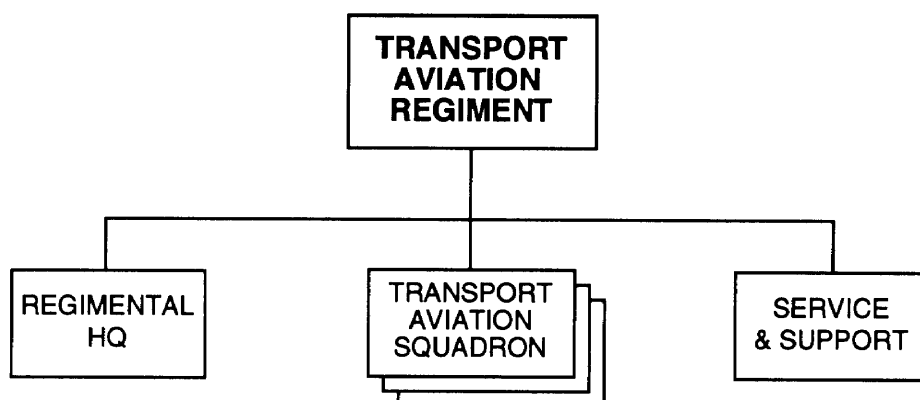 TRANSPORT
AVIATION
REGIMENT
REGIMENTAL
HQ
TRANSPORT
AVIATION
SQUADRON
SERVICE
& SUPPORT